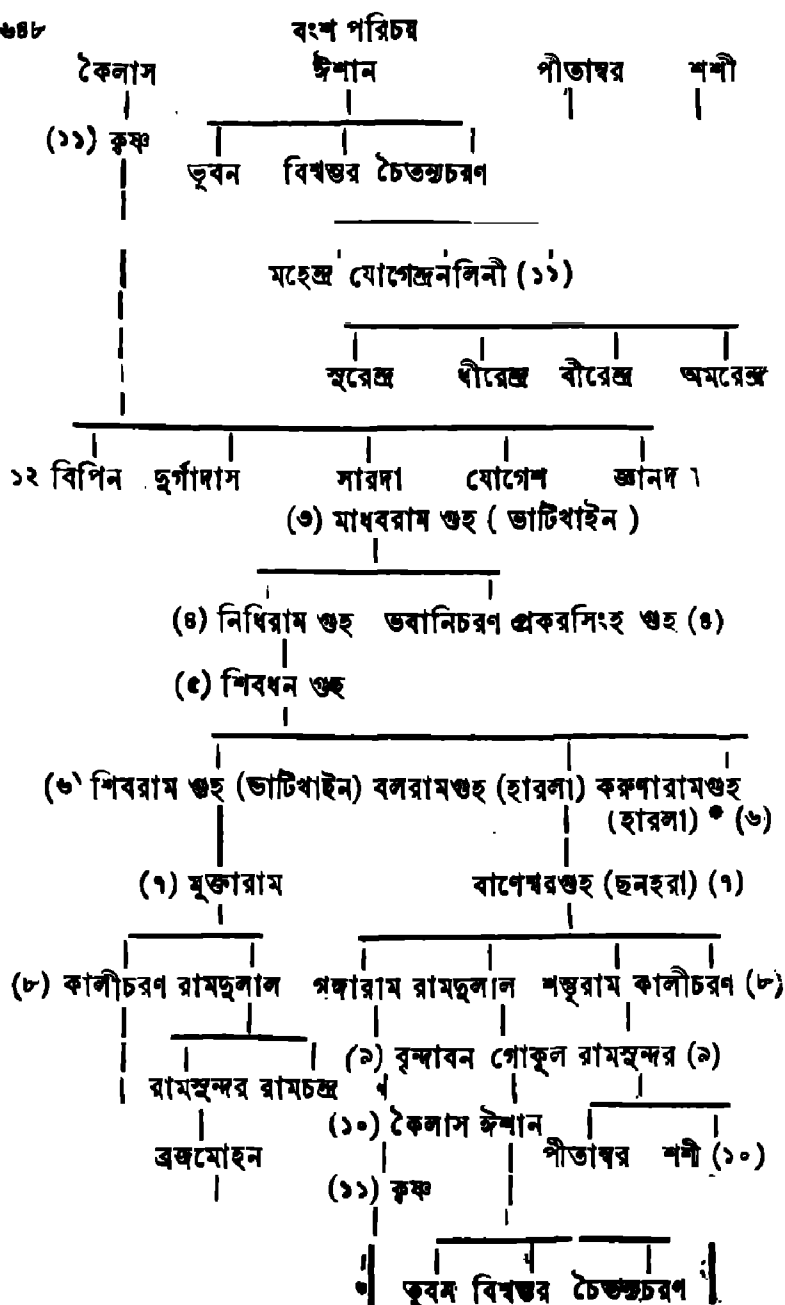 ৬৪৮ বংশ পরিচয়
কৈলাস ঈশান পীতাম্বর শশী
(১১) কৃষ্ণ
ভুবন বিশ্বম্ভর চৈতন্যচরণ
মহেন্দ্র যোগেন্দ্র নলিনী (১১)
সুরেন্দ্র ধীরেন্দ্র বীরেন্দ্র অমরেন্দ্র
১২ বিপিন দুর্গাদাস সারদা যোগেশ জ্ঞানদা
(৩) মাধবরাম গুহ ( ভাটিখাইন )
(৪) নিধিরাম গুহ ভবানিচরণ প্রকরসিংহ গুহ (৪)
(৫) শিবধন গুহ
(৬) শিবরাম গুহ (ভাটিখাইন) বলরামগুহ (হারলা) করুণারামগুহ
(হারলা) * (৬)
(৭) মুক্তারাম বাণেশ্বরগুহ (ছনহরা) (৭)
(৮) কালীচরণ রামদুলাল গঙ্গারাম রামদুলাল শম্ভুরাম কালীচরণ (৮)
(৯) বৃন্দাবন গোকুল রামসুন্দর (৯)
রামসুন্দর রামচন্দ্র
(১০) কৈলাস ঈশান
ব্রজমোহন পীতাম্বর শশী (১০)
(১১) কৃষ্ণ
ভুবন বিশ্বম্ভর চৈতন্যচরণ